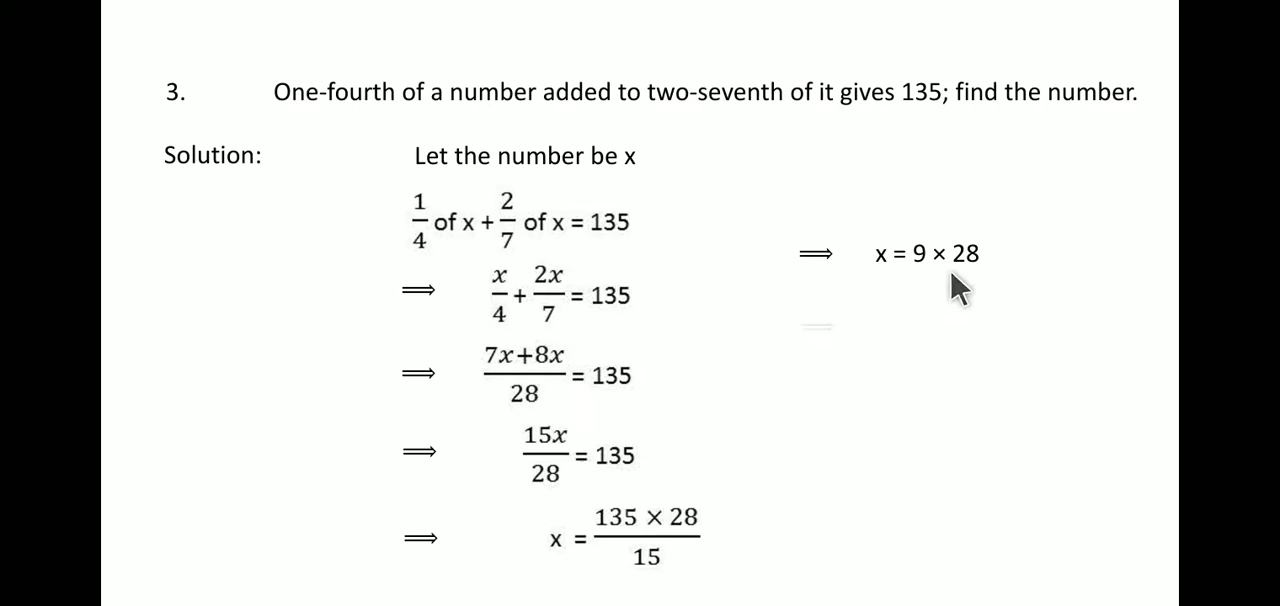 3. One-fourth of a number added to two-seventh of it gives 135; find the number.
Solution: Let the number be x
1/4 of x + 2/7 of x = 135
⟹ x/4 + 2x/7 = 135
⟹ (7x+8x)/28 = 135
⟹ 15x/28 = 135
⟹ x = (135 × 28)/15
⟹ x = 9 × 28